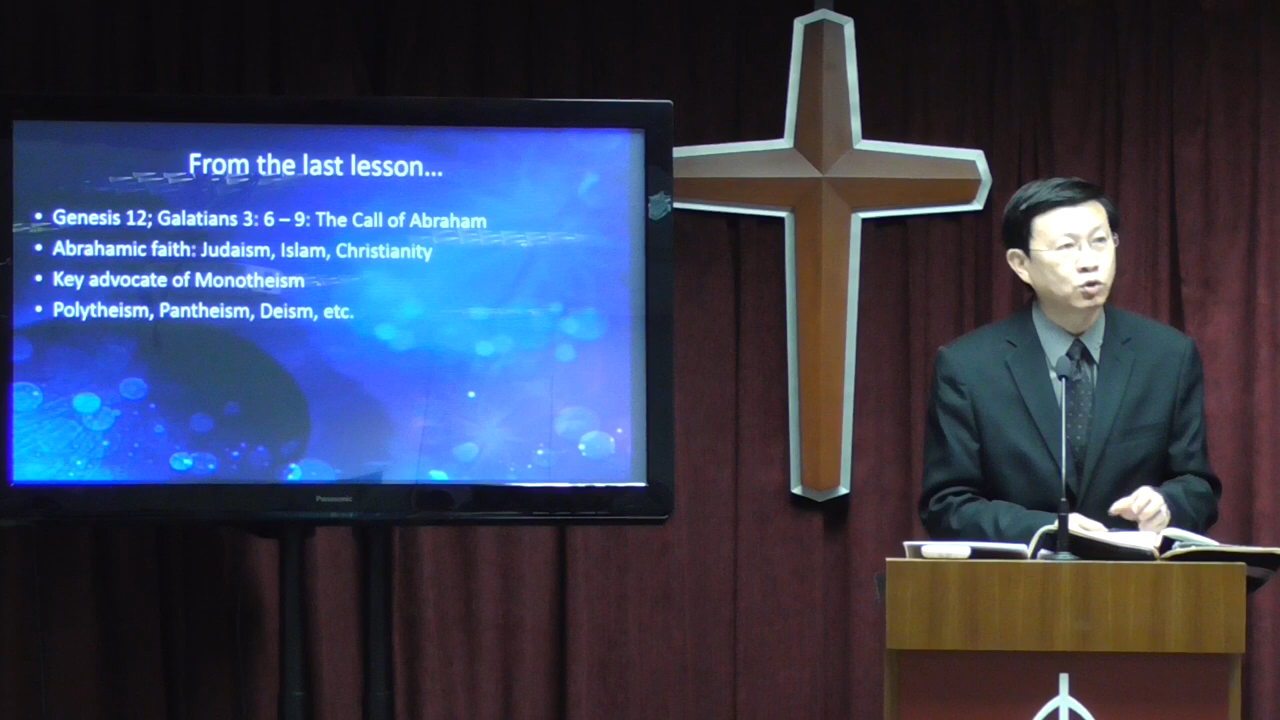 From the last lesson...
• Genesis 12; Galatians 3: 6 – 9: The Call of Abraham
• Abrahamic faith: Judaism, Islam, Christianity
• Key advocate of Monotheism
• Polytheism, Pantheism, Deism, etc.
Panasonic